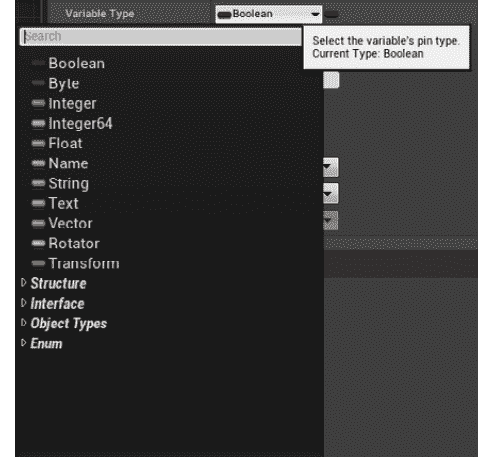 Variable Type
Boolean
Search
Select the variable's pin type.
Current Type: Boolean
Boolean
Byte
Integer
Integer64
Float
Name
String
Text
Vector
Rotator
Transform
Structure
Interface
Object Types
Enum